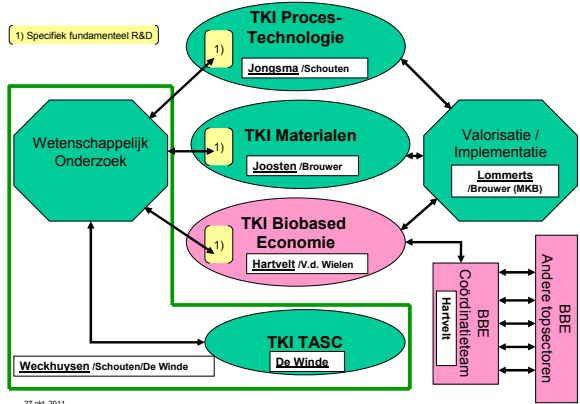 1) Specifiek fundamenteel R&D
TKI Proces-
Technologie
1)
Jongsma /Schouten
Wetenschappelijk
Onderzoek
TKI Materialen
1)
Joosten /Brouwer
Valorisatie /
Implementatie
Lommerts
/Brouwer (MKB)
TKI Biobased
Economie
1)
Hartvelt /V.d. Wielen
BBE
Coördinatieteam
Hartvelt
BBE
Andere topsectoren
TKI TASC
De Winde
Weckhuysen /Schouten/De Winde
27 okt. 2011